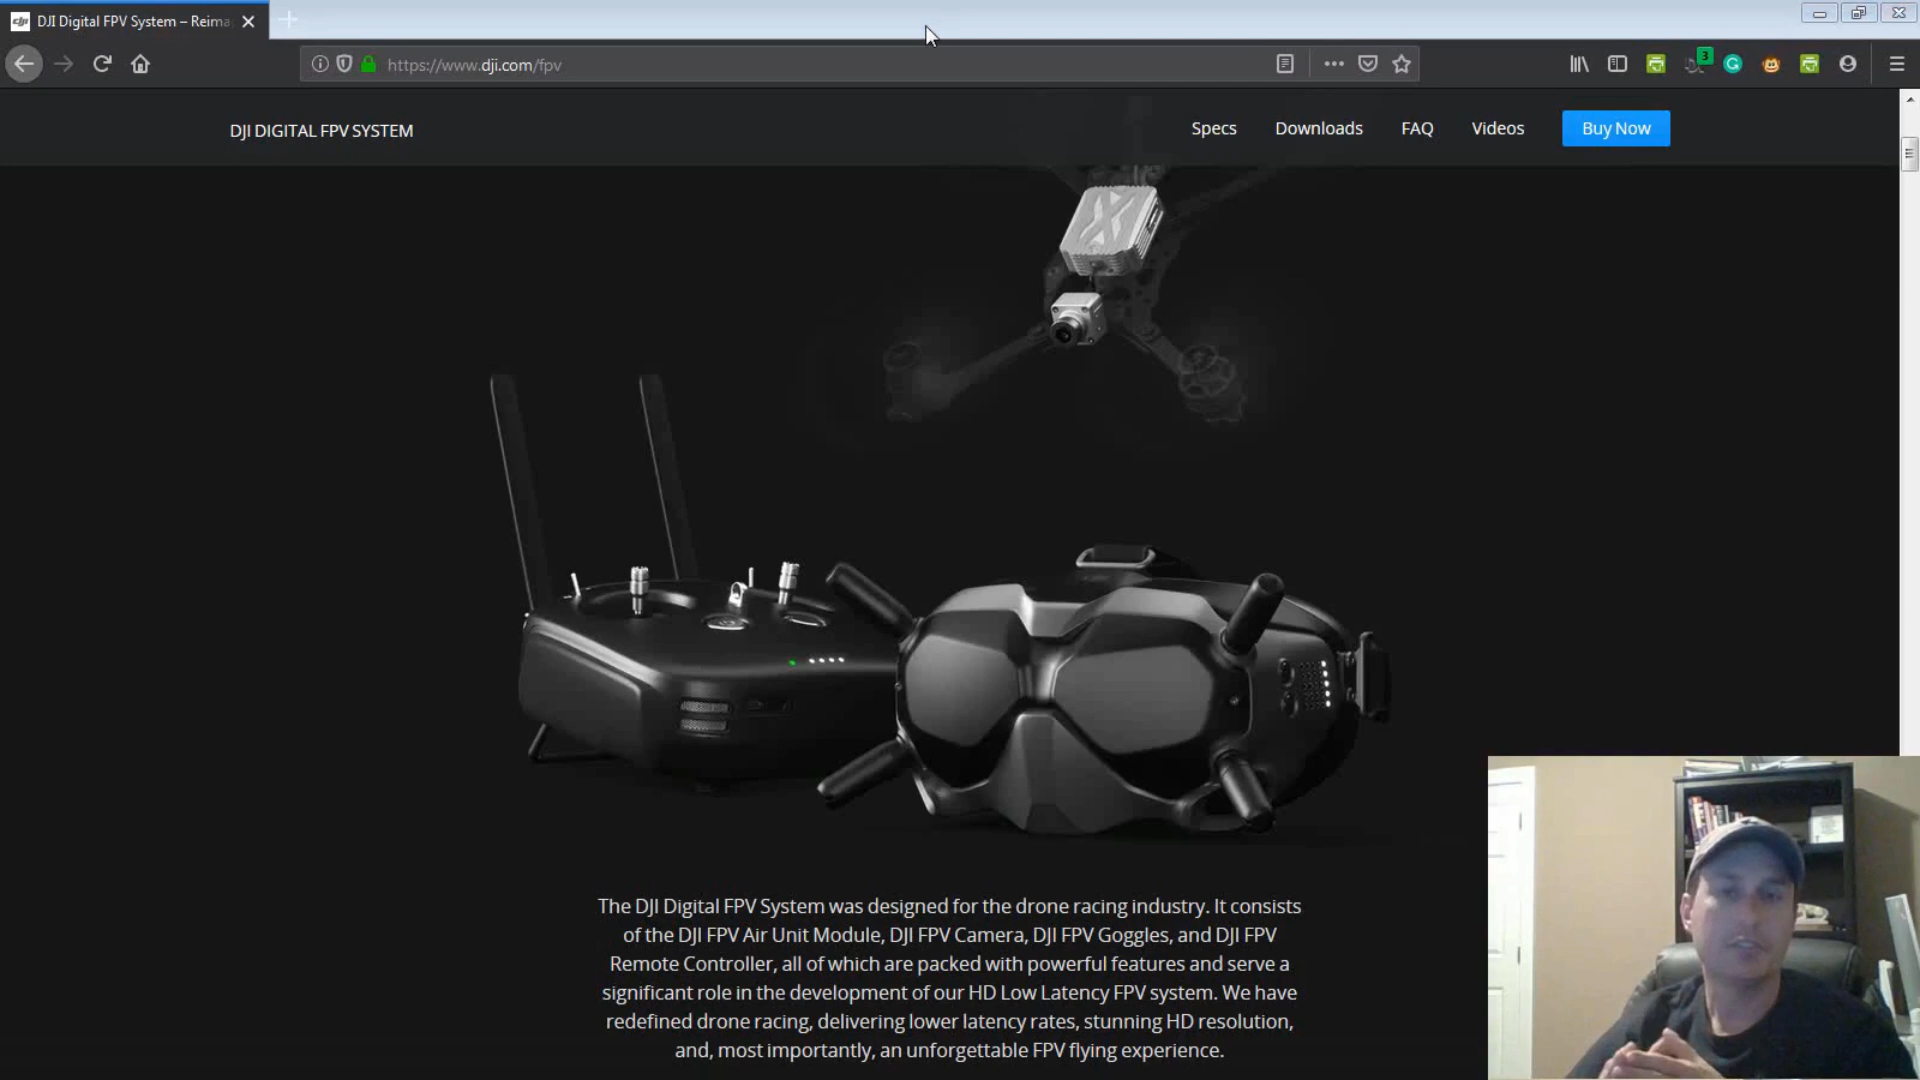 DJI Digital FPV System – Reima
https://www.dji.com/fpv
3
DJI DIGITAL FPV SYSTEM
Specs
Downloads
FAQ
Videos
Buy Now
The DJI Digital FPV System was designed for the drone racing industry. It consists
of the DJI FPV Air Unit Module, DJI FPV Camera, DJI FPV Goggles, and DJI FPV
Remote Controller, all of which are packed with powerful features and serve a
significant role in the development of our HD Low Latency FPV system. We have
redefined drone racing, delivering lower latency rates, stunning HD resolution,
and, most importantly, an unforgettable FPV flying experience.